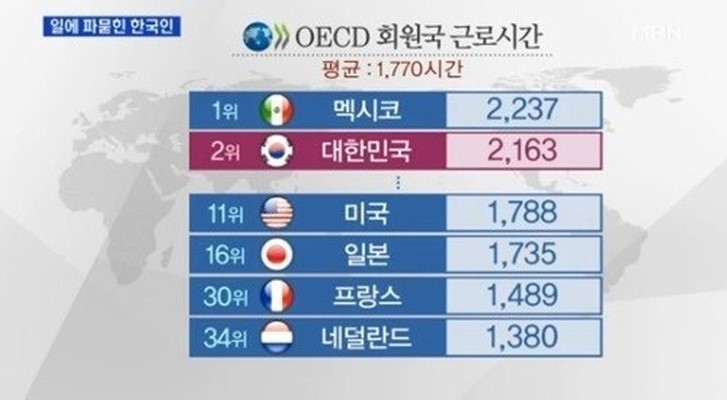 일에 파묻힌 한국인
MBN
OECD 회원국 근로시간
평균 : 1,770시간
1위 멕시코 2,237
2위 대한민국 2,163
11위 미국 1,788
16위 일본 1,735
30위 프랑스 1,489
34위 네덜란드 1,380